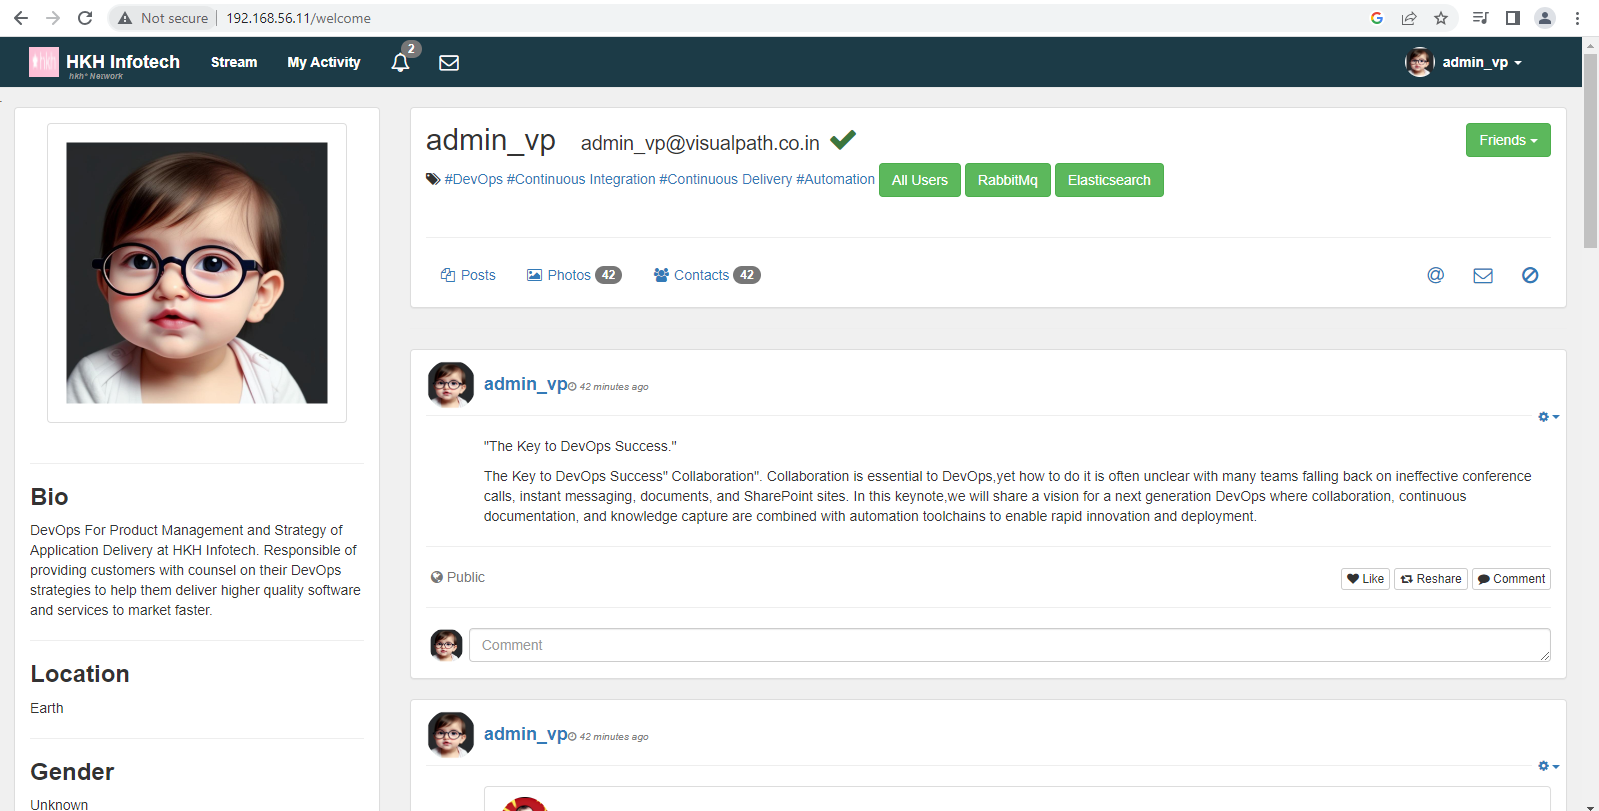 Not secure 192.168.56.11/welcome
hkh HKH Infotech Stream My Activity 2 admin_vp
hkh* Network
admin_vp admin_vp@visualpath.co.in Friends
#DevOps #Continuous Integration #Continuous Delivery #Automation All Users RabbitMq Elasticsearch
Posts Photos 42 Contacts 42 @
Bio
DevOps For Product Management and Strategy of
Application Delivery at HKH Infotech. Responsible of
providing customers with counsel on their DevOps
strategies to help them deliver higher quality software
and services to market faster.
Location
Earth
Gender
Unknown
admin_vp 42 minutes ago
"The Key to DevOps Success."
The Key to DevOps Success" Collaboration". Collaboration is essential to DevOps,yet how to do it is often unclear with many teams falling back on ineffective conference
calls, instant messaging, documents, and SharePoint sites. In this keynote,we will share a vision for a next generation DevOps where collaboration, continuous
documentation, and knowledge capture are combined with automation toolchains to enable rapid innovation and deployment.
Public Like Reshare Comment
Comment
admin_vp 42 minutes ago